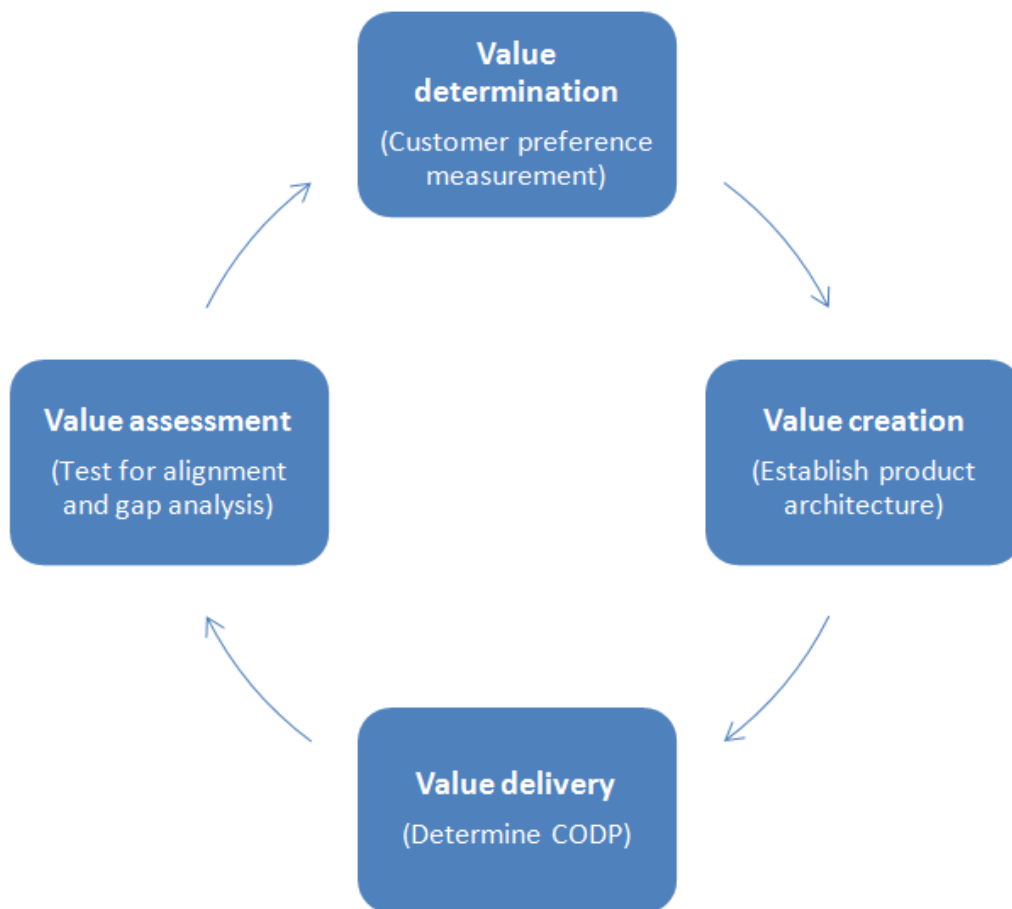 Value
determination
(Customer preference
measurement)
Value assessment
(Test for alignment
and gap analysis)
Value creation
(Establish product
architecture)
Value delivery
(Determine CODP)